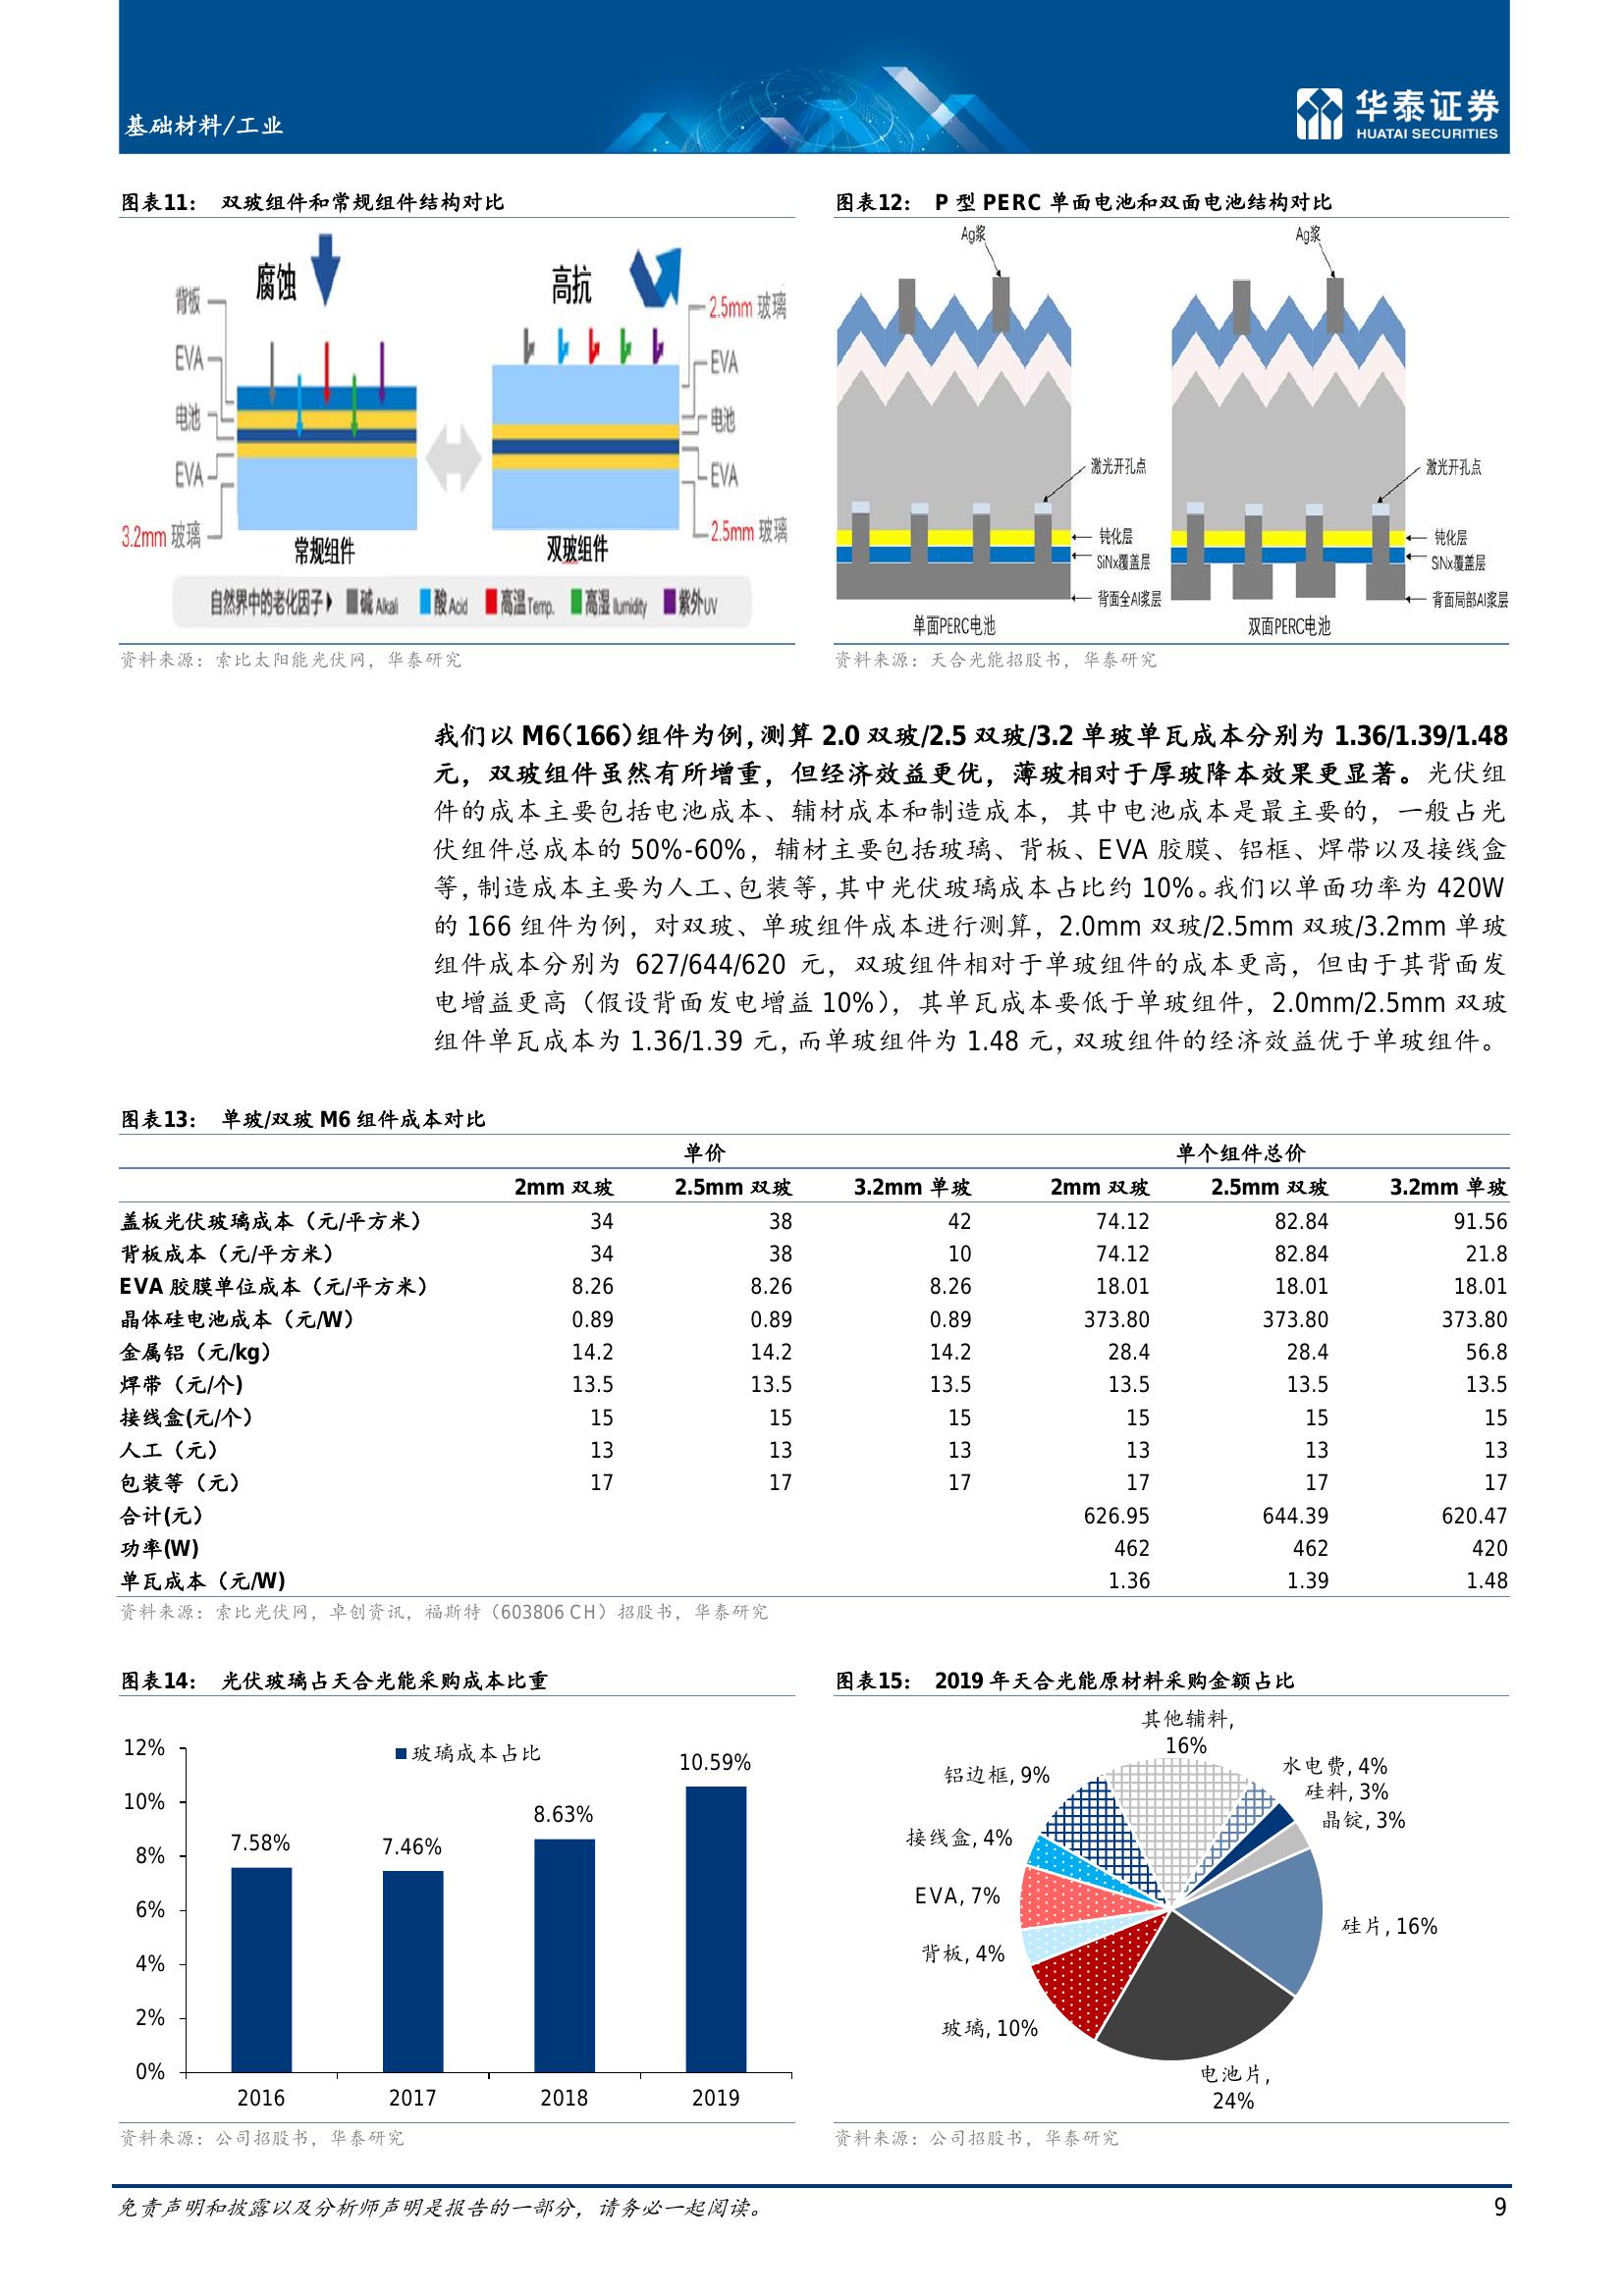 基础材料/工业
华泰证券
HUATAI SECURITIES
图表11： 双玻组件和常规组件结构对比
腐蚀
高抗
背板
EVA
电池
EVA
3.2mm 玻璃
2.5mm 玻璃
EVA
电池
EVA
2.5mm 玻璃
常规组件
双玻组件
自然界中的老化因子 碱Alkali 酸Acid 高温Temp. 高湿 紫外UV
资料来源：索比太阳能光伏网，华泰研究
图表12： P 型 PERC 单面电池和双面电池结构对比
Ag浆
Ag浆
激光开孔点
激光开孔点
钝化层
钝化层
SiNx覆盖层
SiNx覆盖层
背面全Al浆层
背面局部Al浆层
单面PERC电池
双面PERC电池
资料来源：天合光能招股书，华泰研究
我们以 M6（166）组件为例，测算 2.0 双玻/2.5 双玻/3.2 单玻单瓦成本分别为 1.36/1.39/1.48
元，双玻组件虽然有所增重，但经济效益更优，薄玻相对于厚玻降本效果更显著。光伏组
件的成本主要包括电池成本、辅材成本和制造成本，其中电池成本是最主要的，一般占光
伏组件总成本的 50%-60%，辅材主要包括玻璃、背板、EVA 胶膜、铝框、焊带以及接线盒
等，制造成本主要为人工、包装等，其中光伏玻璃成本占比约 10%。我们以单面功率为 420W
的 166 组件为例，对双玻、单玻组件成本进行测算，2.0mm 双玻/2.5mm 双玻/3.2mm 单玻
组件成本分别为 627/644/620 元，双玻组件相对于单玻组件的成本更高，但由于其背面发
电增益更高（假设背面发电增益 10%），其单瓦成本要低于单玻组件，2.0mm/2.5mm 双玻
组件单瓦成本为 1.36/1.39 元，而单玻组件为 1.48 元，双玻组件的经济效益优于单玻组件。
图表13： 单玻/双玻 M6 组件成本对比
单价 单个组件总价
2mm 双玻 2.5mm 双玻 3.2mm 单玻 2mm 双玻 2.5mm 双玻 3.2mm 单玻
盖板光伏玻璃成本（元/平方米） 34 38 42 74.12 82.84 91.56
背板成本（元/平方米） 34 38 10 74.12 82.84 21.8
EVA 胶膜单位成本（元/平方米） 8.26 8.26 8.26 18.01 18.01 18.01
晶体硅电池成本（元/W） 0.89 0.89 0.89 373.80 373.80 373.80
金属铝（元/kg） 14.2 14.2 14.2 28.4 28.4 56.8
焊带（元/个) 13.5 13.5 13.5 13.5 13.5 13.5
接线盒(元/个） 15 15 15 15 15 15
人工（元） 13 13 13 13 13 13
包装等（元） 17 17 17 17 17 17
合计(元） 626.95 644.39 620.47
功率(W) 462 462 420
单瓦成本（元/W) 1.36 1.39 1.48
资料来源：索比光伏网，卓创资讯，福斯特（603806 CH）招股书，华泰研究
图表14： 光伏玻璃占天合光能采购成本比重
玻璃成本占比
12%
10%
8%
6%
4%
2%
0%
7.58%
7.46%
8.63%
10.59%
2016 2017 2018 2019
资料来源：公司招股书，华泰研究
图表15： 2019 年天合光能原材料采购金额占比
其他辅料,
16%
水电费, 4%
硅料, 3%
晶锭, 3%
硅片, 16%
电池片,
24%
玻璃, 10%
背板, 4%
EVA, 7%
接线盒, 4%
铝边框, 9%
资料来源：公司招股书，华泰研究
免责声明和披露以及分析师声明是报告的一部分，请务必一起阅读。
9